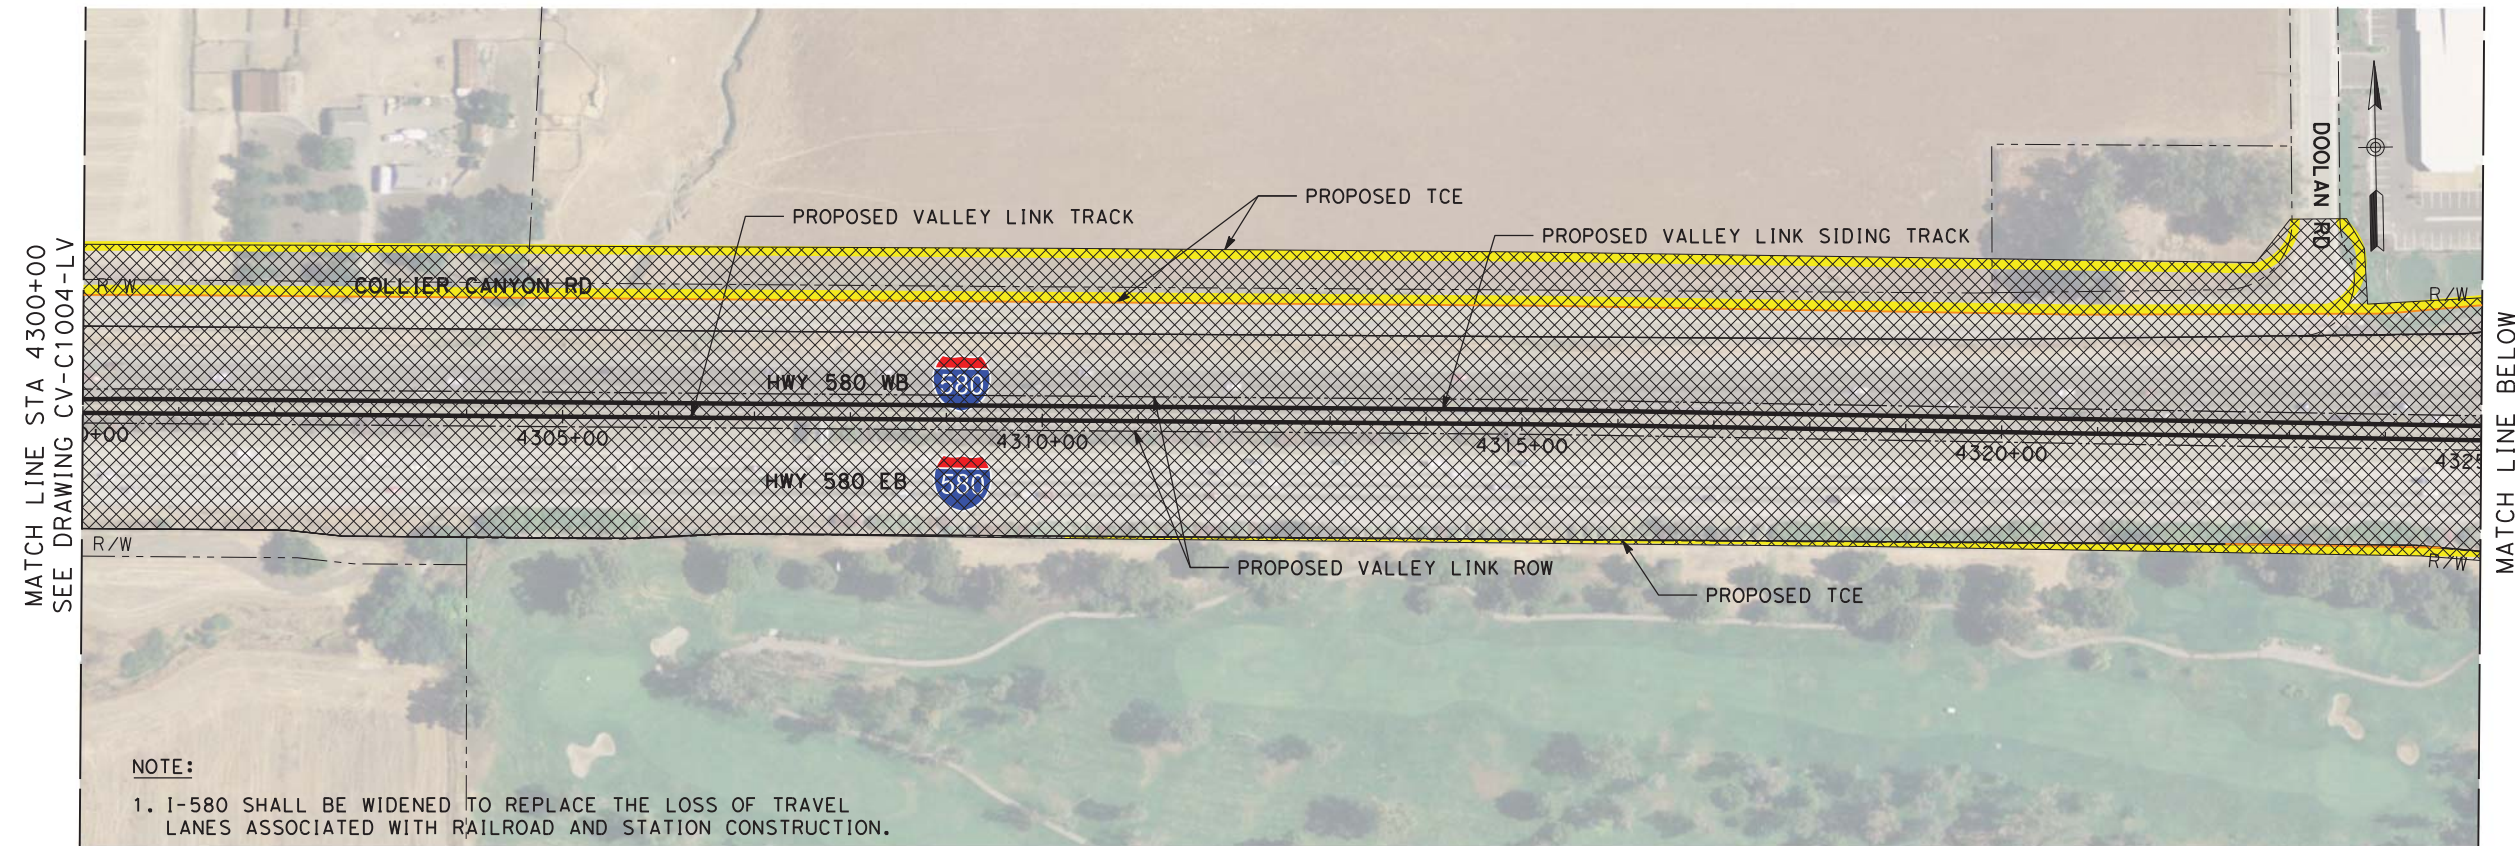 MATCH LINE STA 4300+00
SEE DRAWING CV-C1004-LV
DOOLAN RD
PROPOSED TCE
PROPOSED VALLEY LINK TRACK
PROPOSED VALLEY LINK SIDING TRACK
COLLIER CANYON RD
R/W
R/W
HWY 580 WB
580
0+00
4305+00
4310+00
4315+00
4320+00
4325
HWY 580 EB
580
R/W
R/W
PROPOSED VALLEY LINK ROW
PROPOSED TCE
MATCH LINE BELOW
NOTE:
1. I-580 SHALL BE WIDENED TO REPLACE THE LOSS OF TRAVEL
LANES ASSOCIATED WITH RAILROAD AND STATION CONSTRUCTION.